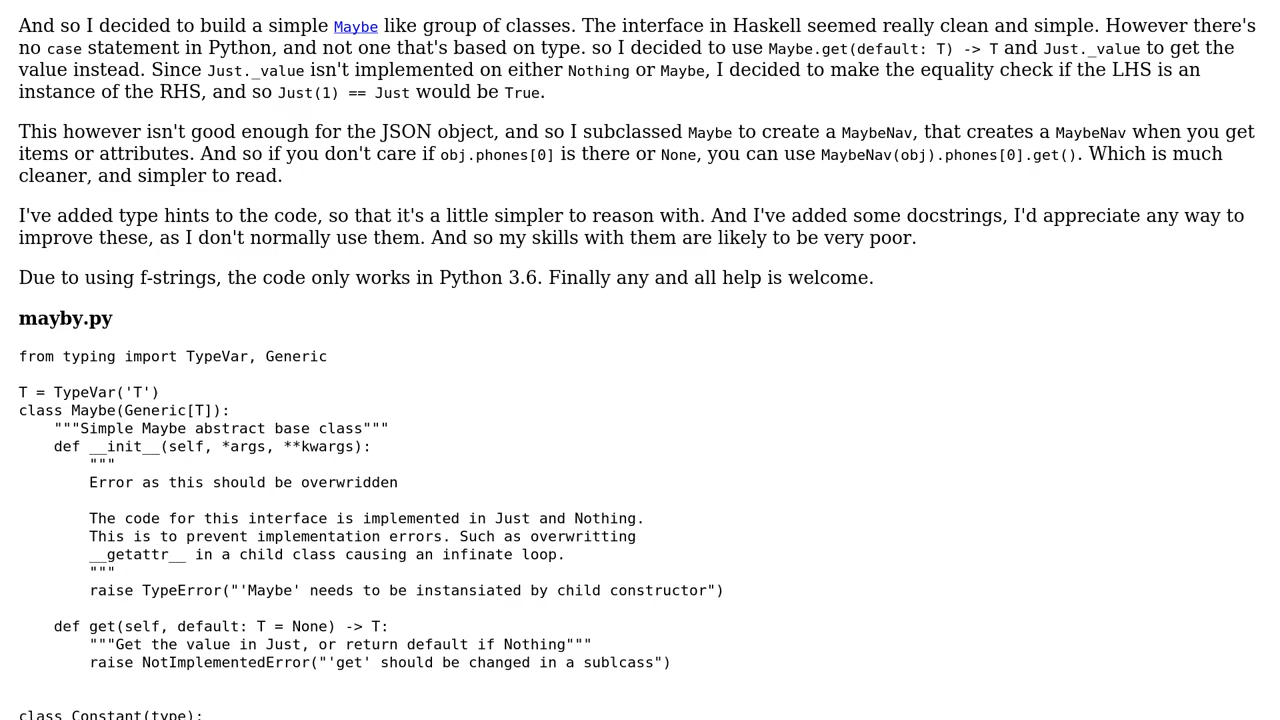 And so I decided to build a simple Maybe like group of classes. The interface in Haskell seemed really clean and simple. However there's
no case statement in Python, and not one that's based on type. so I decided to use Maybe.get(default: T) -> T and Just._value to get the
value instead. Since Just._value isn't implemented on either Nothing or Maybe, I decided to make the equality check if the LHS is an
instance of the RHS, and so Just(1) == Just would be True.
This however isn't good enough for the JSON object, and so I subclassed Maybe to create a MaybeNav, that creates a MaybeNav when you get
items or attributes. And so if you don't care if obj.phones[0] is there or None, you can use MaybeNav(obj).phones[0].get(). Which is much
cleaner, and simpler to read.
I've added type hints to the code, so that it's a little simpler to reason with. And I've added some docstrings, I'd appreciate any way to
improve these, as I don't normally use them. And so my skills with them are likely to be very poor.
Due to using f-strings, the code only works in Python 3.6. Finally any and all help is welcome.
mayby.py
from typing import TypeVar, Generic
T = TypeVar('T')
class Maybe(Generic[T]):
    """Simple Maybe abstract base class"""
    def __init__(self, *args, **kwargs):
        """
        Error as this should be overwridden
        The code for this interface is implemented in Just and Nothing.
        This is to prevent implementation errors. Such as overwritting
        __getattr__ in a child class causing an infinate loop.
        """
        raise TypeError("'Maybe' needs to be instansiated by child constructor")
    def get(self, default: T = None) -> T:
        """Get the value in Just, or return default if Nothing"""
        raise NotImplementedError("'get' should be changed in a sublcass")
class Constant(type):